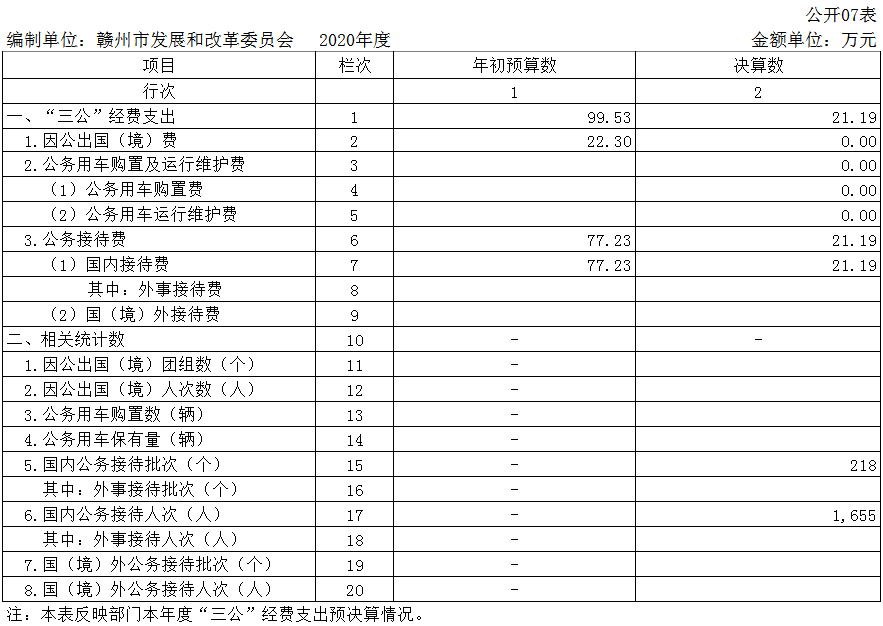 公开07表
编制单位：赣州市发展和改革委员会 2020年度 金额单位：万元
项目 栏次 年初预算数 决算数
行次 1 2
一、“三公”经费支出 1 99.53 21.19
1.因公出国（境）费 2 22.30 0.00
2.公务用车购置及运行维护费 3 0.00
（1）公务用车购置费 4 0.00
（2）公务用车运行维护费 5 0.00
3.公务接待费 6 77.23 21.19
（1）国内接待费 7 77.23 21.19
其中：外事接待费 8
（2）国（境）外接待费 9
二、相关统计数 10 - -
1.因公出国（境）团组数（个） 11 -
2.因公出国（境）人次数（人） 12 -
3.公务用车购置数（辆） 13 -
4.公务用车保有量（辆） 14 -
5.国内公务接待批次（个） 15 - 218
其中：外事接待批次（个） 16 -
6.国内公务接待人次（人） 17 - 1,655
其中：外事接待人次（人） 18 -
7.国（境）外公务接待批次（个） 19 -
8.国（境）外公务接待人次（人） 20 -
注：本表反映部门本年度“三公”经费支出预决算情况。